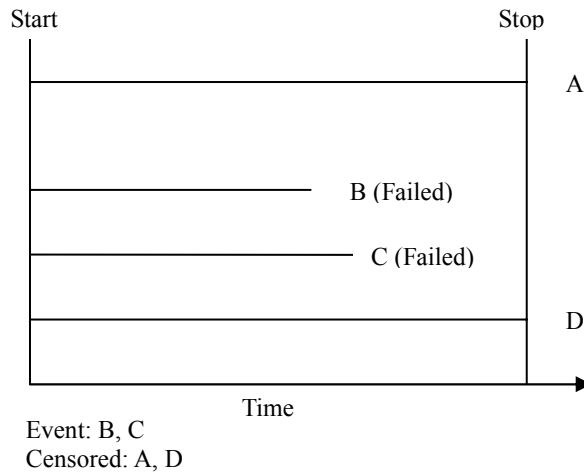 Start
Stop
A
B (Failed)
C (Failed)
D
Time
Event: B, C
Censored: A, D